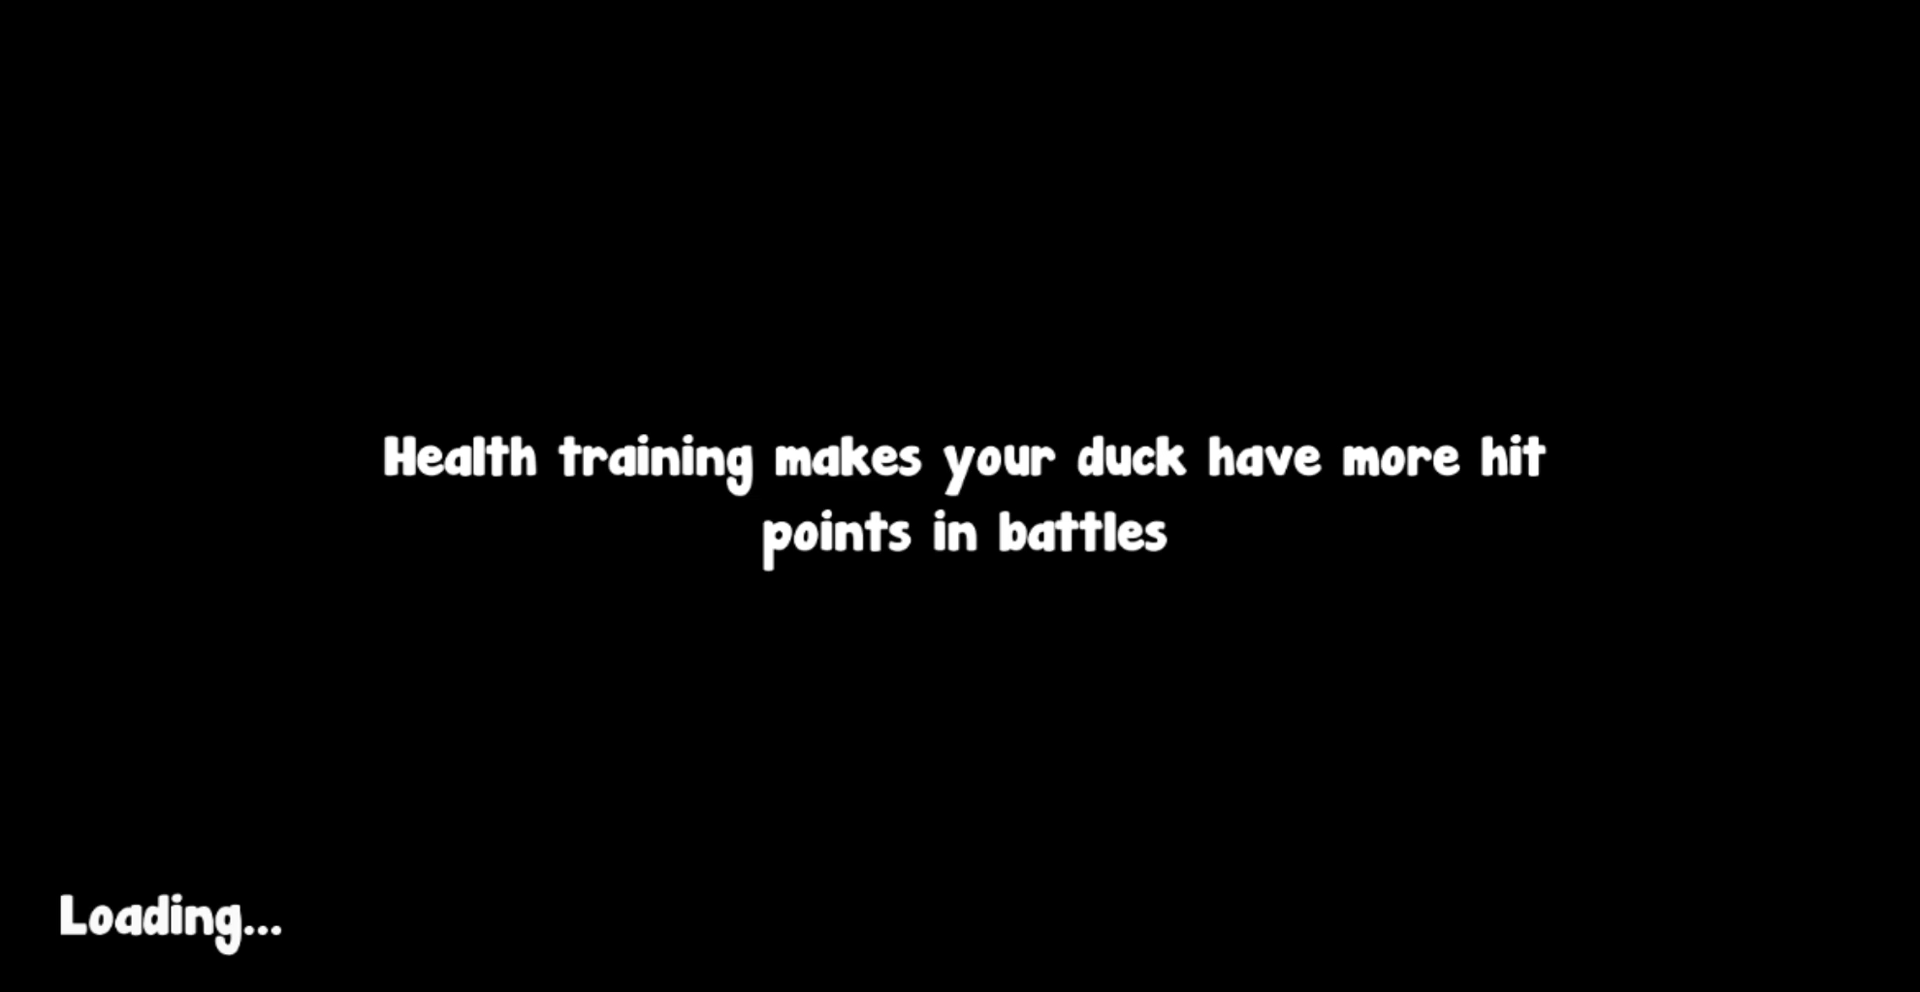 Health training makes your duck have more hit
points in battles
Loading...